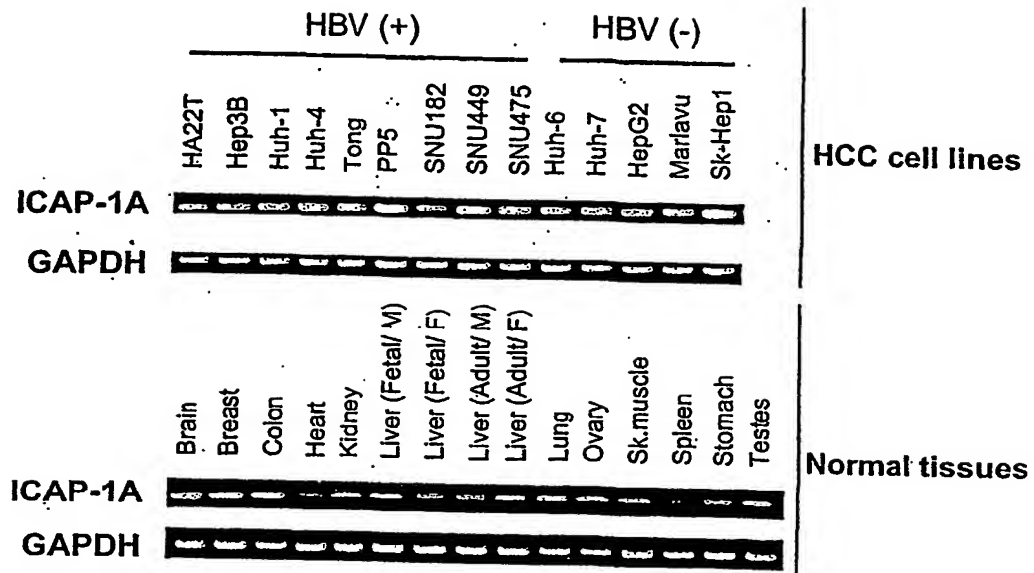 HBV (+) HBV (-)
HA22T Hep3B Huh-1 Huh-4 Tong PP5 SNU182 SNU449 SNU475 Huh-6 Huh-7 HepG2 Marlavu Sk-Hep1
HCC cell lines
ICAP-1A
GAPDH
Brain Breast Colon Heart Kidney Liver (Fetal/ M) Liver (Fetal/ F) Liver (Adult/ M) Liver (Adult/ F) Lung Ovary Sk.muscle Spleen Stomach Testes
Normal tissues
ICAP-1A
GAPDH